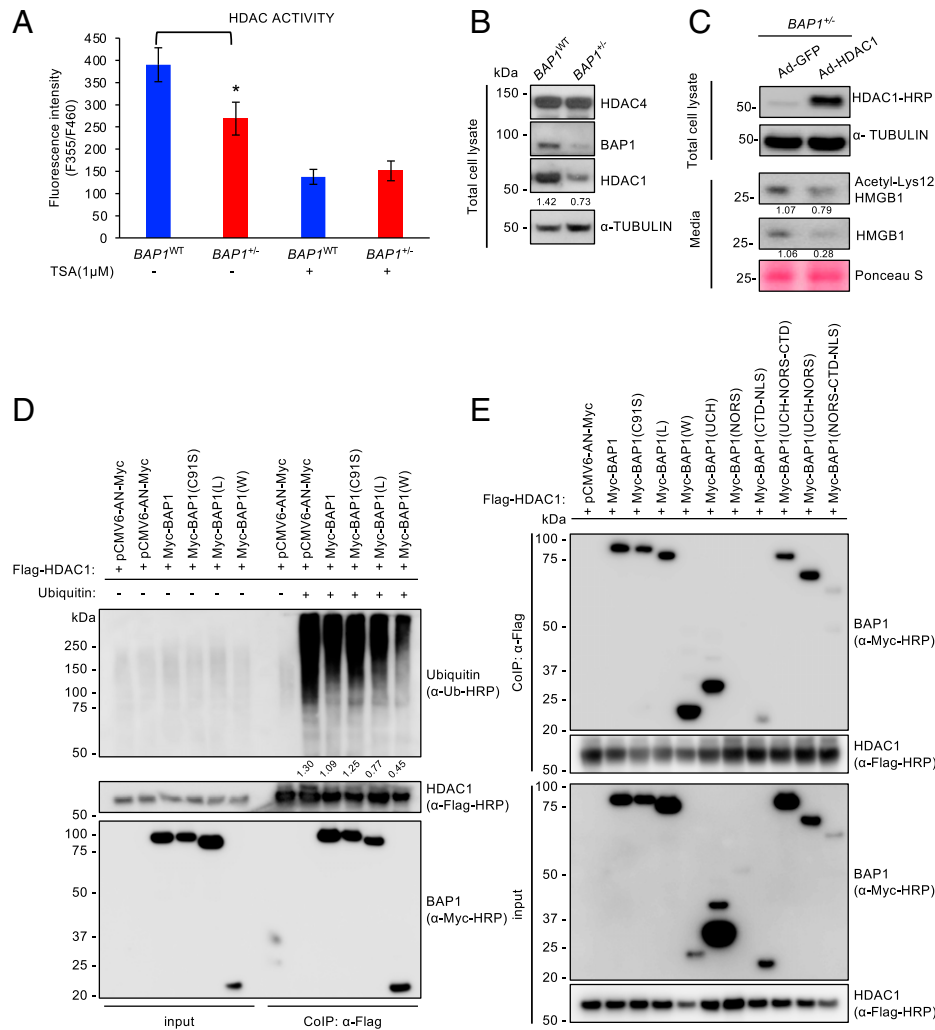 A
HDAC ACTIVITY
Fluorescence intensity
(F355/F460)
450
400
350
300
250
200
150
100
50
0
*
BAP1WT
BAP1+/-
BAP1WT
BAP1+/-
TSA(1µM)
-
-
+
+
B
BAP1WT
BAP1+/-
kDa
Total cell lysate
150-
HDAC4
100-
BAP1
50-
HDAC1
1.42
0.73
50-
α-TUBULIN
C
BAP1+/-
Ad-GFP
Ad-HDAC1
Total cell lysate
50-
HDAC1-HRP
50-
α- TUBULIN
Media
25-
Acetyl-Lys12
HMGB1
1.07
0.79
25-
HMGB1
1.06
0.28
25-
Ponceau S
D
pCMV6-AN-Myc
pCMV6-AN-Myc
Myc-BAP1
Myc-BAP1(C91S)
Myc-BAP1(L)
Myc-BAP1(W)
pCMV6-AN-Myc
pCMV6-AN-Myc
Myc-BAP1
Myc-BAP1(C91S)
Myc-BAP1(L)
Myc-BAP1(W)
Flag-HDAC1: + + + + + + + + + + + +
Ubiquitin: - - - - - - - + + + + +
kDa
250 -
150 -
100 -
75 -
50 -
Ubiquitin
(α-Ub-HRP)
1.30
1.09
1.25
0.77
0.45
HDAC1
(α-Flag-HRP)
50 -
100 -
75 -
50 -
37 -
25 -
20 -
BAP1
(α-Myc-HRP)
input
CoIP: α-Flag
E
pCMV6-AN-Myc
Myc-BAP1
Myc-BAP1(C91S)
Myc-BAP1(L)
Myc-BAP1(W)
Myc-BAP1(UCH)
Myc-BAP1(NORS)
Myc-BAP1(CTD-NLS)
Myc-BAP1(UCH-NORS-CTD)
Myc-BAP1(UCH-NORS)
Myc-BAP1(NORS-CTD-NLS)
Flag-HDAC1: + + + + + + + + + + +
kDa
CoIP: α-Flag
100 -
75 -
50 -
37 -
25 -
20 -
BAP1
(α-Myc-HRP)
50 -
HDAC1
(α-Flag-HRP)
input
100 -
75 -
50 -
37 -
25 -
20 -
BAP1
(α-Myc-HRP)
50 -
HDAC1
(α-Flag-HRP)